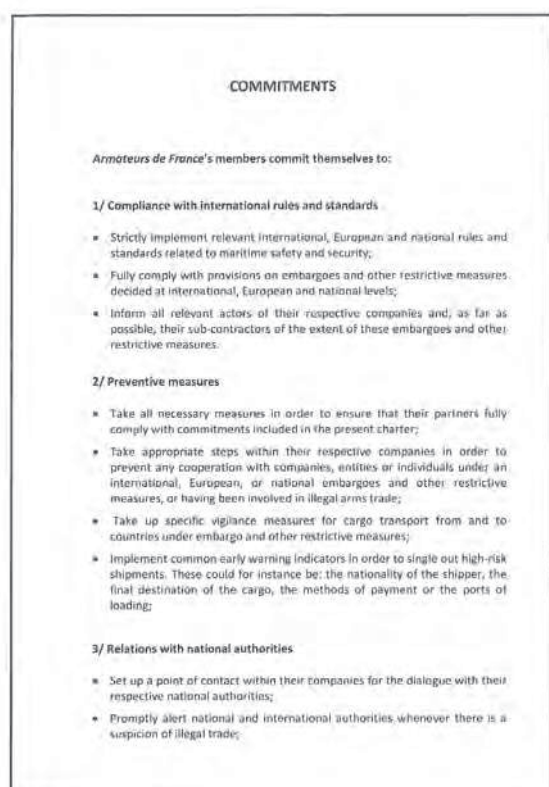 COMMITMENTS
Armateurs de France's members commit themselves to:
1/ Compliance with international rules and standards
▪ Strictly implement relevant international, European and national rules and
standards related to maritime safety and security;
▪ Fully comply with provisions on embargoes and other restrictive measures
decided at international, European and national levels;
▪ Inform all relevant actors of their respective companies and, as far as
possible, their sub-contractors of the extent of these embargoes and other
restrictive measures.
2/ Preventive measures
▪ Take all necessary measures in order to ensure that their partners fully
comply with commitments included in the present charter;
▪ Take appropriate steps within their respective companies in order to
prevent any cooperation with companies, entities or individuals under an
international, European, or national embargoes and other restrictive
measures, or having been involved in illegal arms trade;
▪ Take up specific vigilance measures for cargo transport from and to
countries under embargo and other restrictive measures;
▪ Implement common early warning indicators in order to single out high-risk
shipments. These could for instance be: the nationality of the shipper, the
final destination of the cargo, the methods of payment or the ports of
loading;
3/ Relations with national authorities
▪ Set up a point of contact within their companies for the dialogue with their
respective national authorities;
▪ Promptly alert national and international authorities whenever there is a
suspicion of illegal trade;